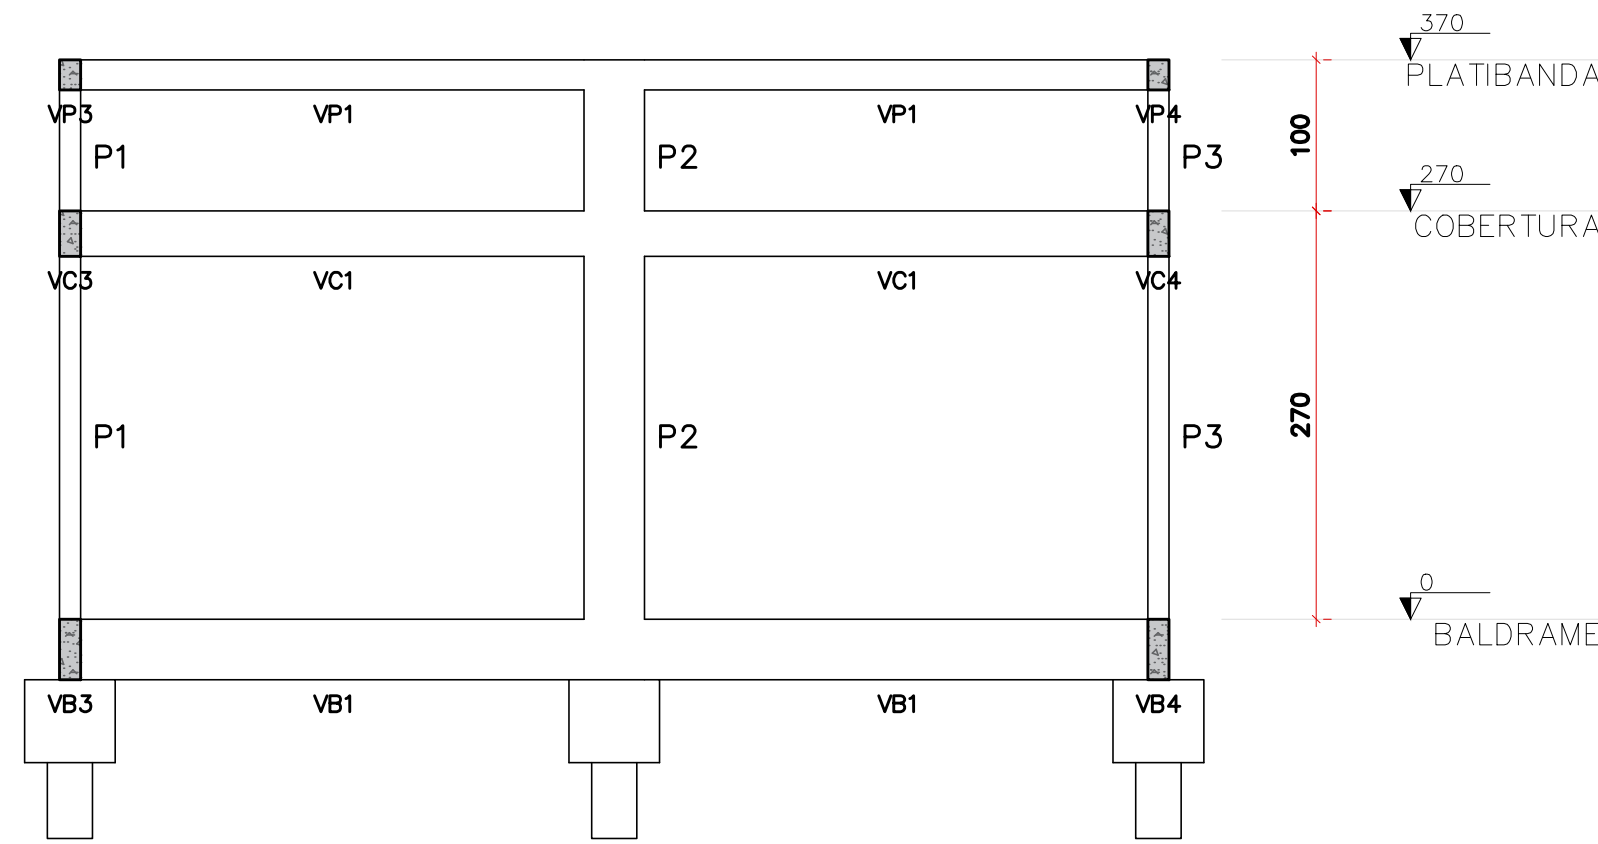 370
PLATIBANDA
VP3 VP1 VP1 VP4
P1 P2 P3 100
270
COBERTURA
VC3 VC1 VC1 VC4
P1 P2 P3 270
0
BALDRAME
VB3 VB1 VB1 VB4